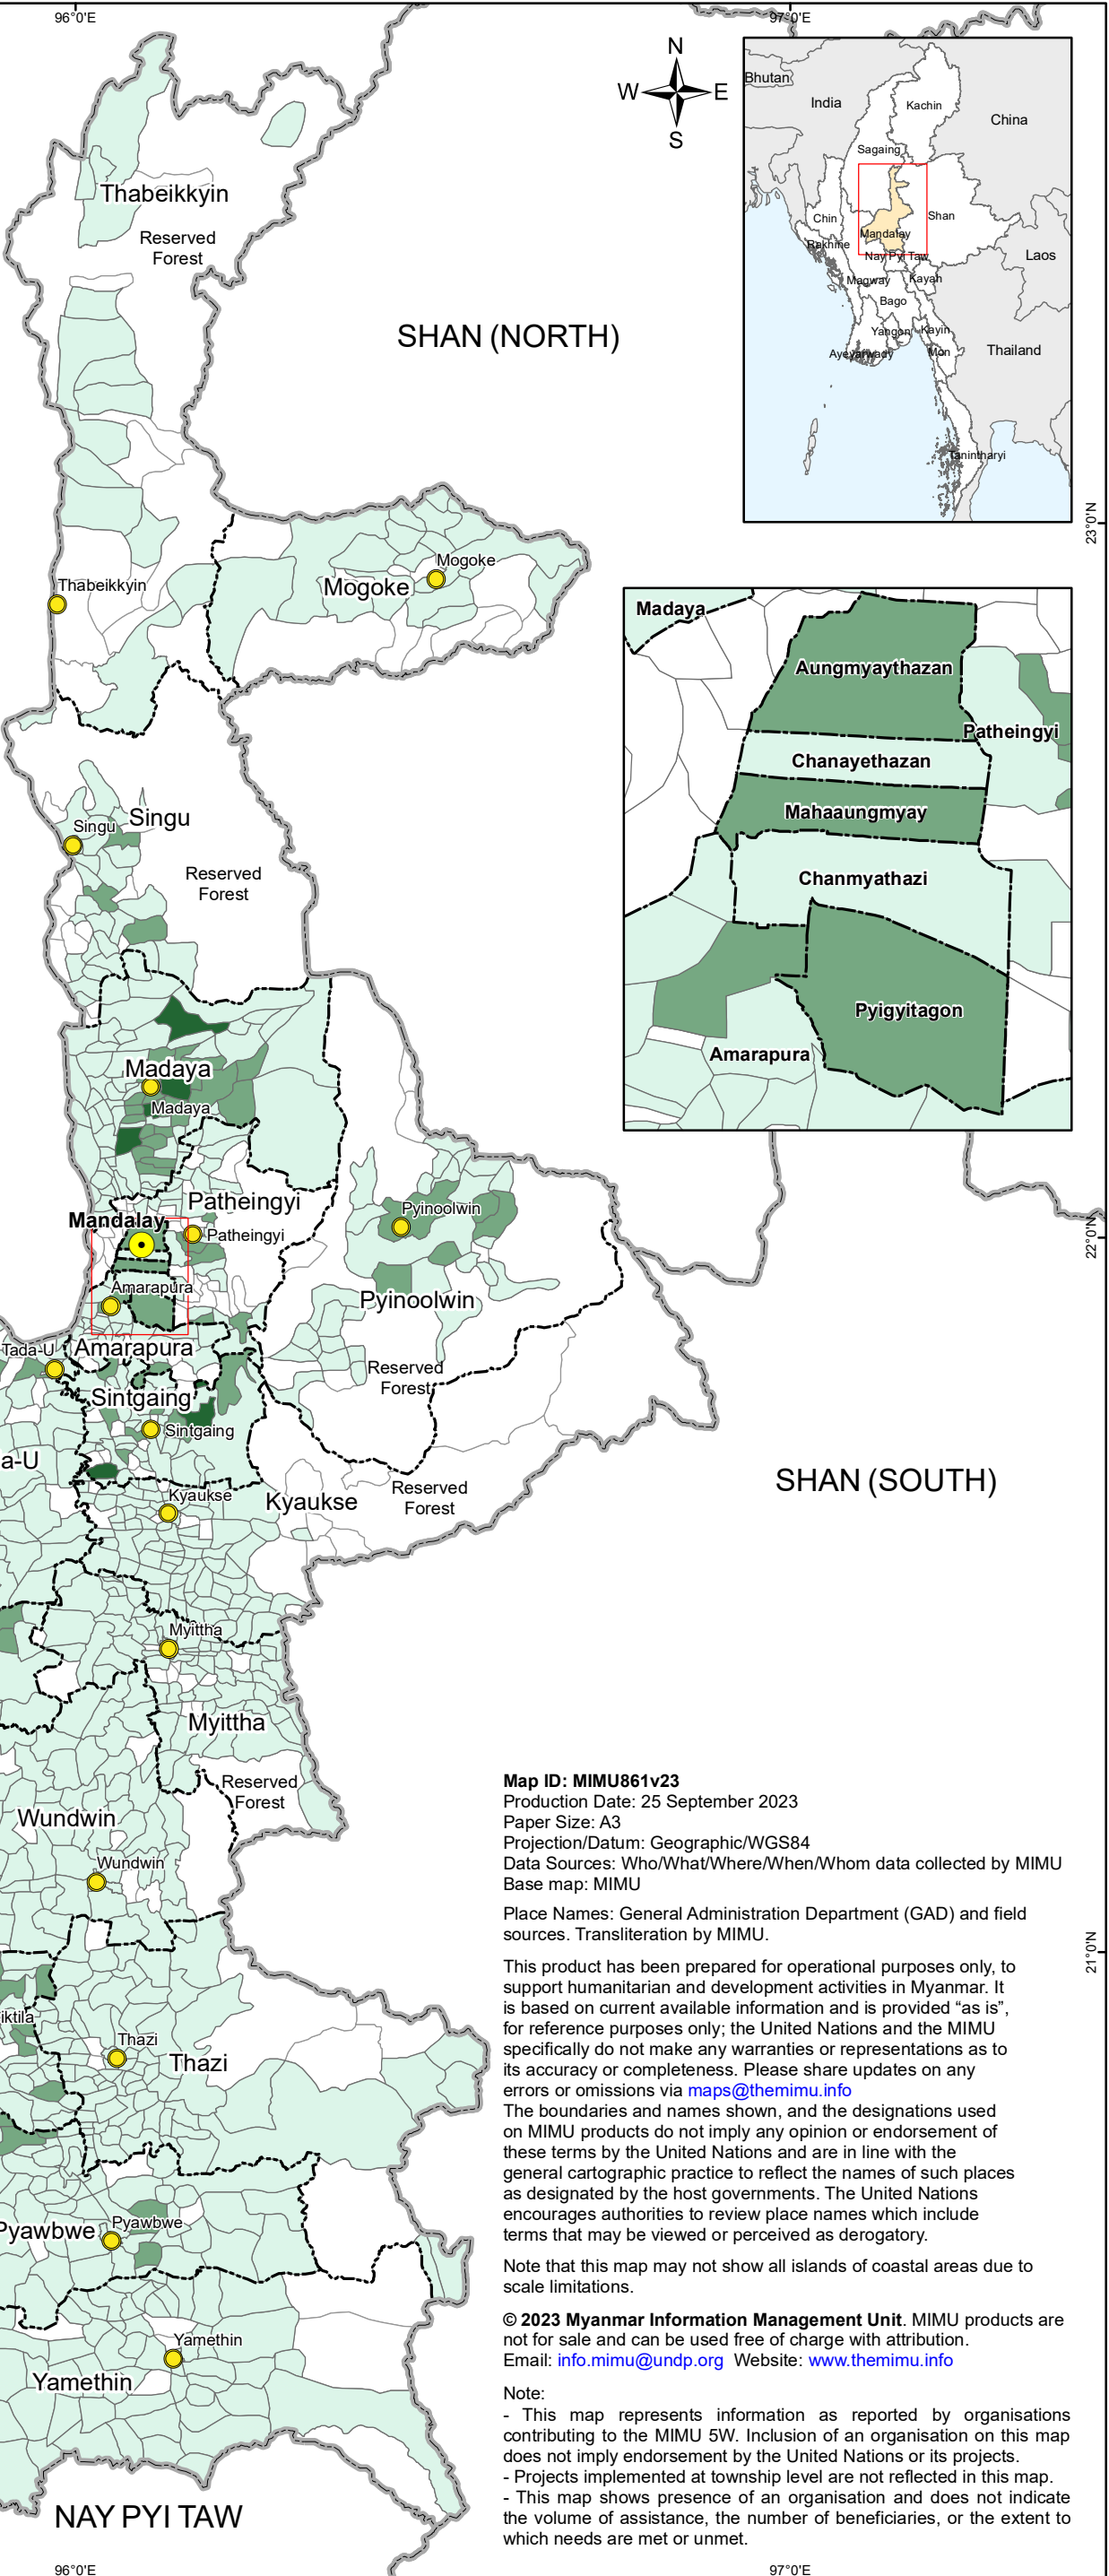 96°0'E
97°0'E
N
W
E
S
Bhutan
India
Kachin
China
Sagaing
Chin
Shan
Mandalay
Rakhine
Nay Pyi Taw
Laos
Magway
Kayah
Bago
Yangon
Kayin
Ayeyarwady
Mon
Thailand
Tanintharyi
Thabeikkyin
Reserved
Forest
SHAN (NORTH)
23°0'N
Mogoke
Mogoke
Thabeikkyin
Madaya
Aungmyaythazan
Patheingyi
Chanayethazan
Mahaaungmyay
Chanmyathazi
Pyigyitagon
Amarapura
Singu
Singu
Reserved
Forest
Madaya
Madaya
Patheingyi
Mandalay
Patheingyi
Pyinoolwin
22°0'N
Amarapura
Pyinoolwin
Tada-U
Amarapura
Reserved
Forest
Sintgaing
Sintgaing
a-U
SHAN (SOUTH)
Kyaukse
Kyaukse
Reserved
Forest
Myittha
Myittha
Reserved
Forest
Wundwin
Wundwin
Map ID: MIMU861v23
Production Date: 25 September 2023
Paper Size: A3
Projection/Datum: Geographic/WGS84
Data Sources: Who/What/Where/When/Whom data collected by MIMU
Base map: MIMU
Place Names: General Administration Department (GAD) and field
sources. Transliteration by MIMU.
21°0'N
This product has been prepared for operational purposes only, to
support humanitarian and development activities in Myanmar. It
is based on current available information and is provided “as is”,
for reference purposes only; the United Nations and the MIMU
specifically do not make any warranties or representations as to
its accuracy or completeness. Please share updates on any
errors or omissions via maps@themimu.info
The boundaries and names shown, and the designations used
on MIMU products do not imply any opinion or endorsement of
these terms by the United Nations and are in line with the
general cartographic practice to reflect the names of such places
as designated by the host governments. The United Nations
encourages authorities to review place names which include
terms that may be viewed or perceived as derogatory.
Note that this map may not show all islands of coastal areas due to
scale limitations.
© 2023 Myanmar Information Management Unit. MIMU products are
not for sale and can be used free of charge with attribution.
Email: info.mimu@undp.org Website: www.themimu.info
Note:
- This map represents information as reported by organisations
contributing to the MIMU 5W. Inclusion of an organisation on this map
does not imply endorsement by the United Nations or its projects.
- Projects implemented at township level are not reflected in this map.
- This map shows presence of an organisation and does not indicate
the volume of assistance, the number of beneficiaries, or the extent to
which needs are met or unmet.
iktila
Thazi
Thazi
Pyawbwe
Pyawbwe
Yamethin
Yamethin
NAY PYI TAW
96°0'E
97°0'E